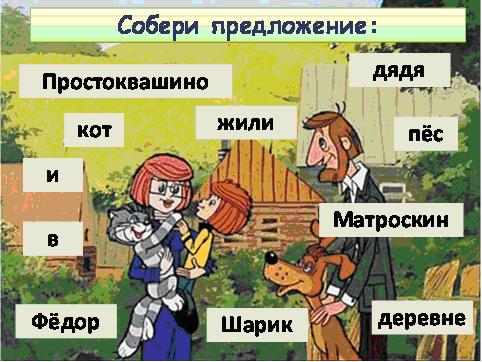 Собери предложение:
дядя
Простоквашино
жили
кот
пёс
и
Матроскин
в
Фёдор
Шарик
деревне